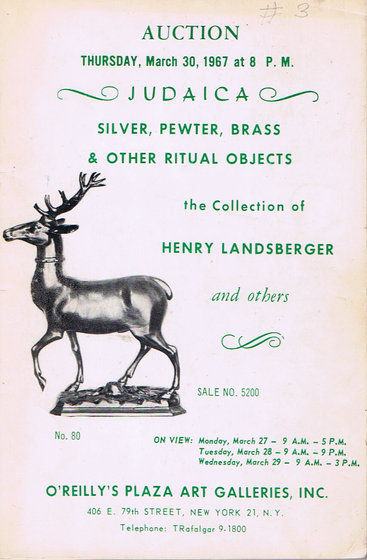 # 3
AUCTION
THURSDAY, March 30, 1967 at 8 P. M.
JUDAICA
SILVER, PEWTER, BRASS
& OTHER RITUAL OBJECTS
the Collection of
HENRY LANDSBERGER
and others
SALE NO. 5200
No. 80
ON VIEW: Monday, March 27 – 9 A.M. – 5 P.M.
Tuesday, March 28 – 9 A.M. – 9 P.M.
Wednesday, March 29 – 9 A.M. – 3 P.M.
O'REILLY'S PLAZA ART GALLERIES, INC.
406 E. 79th STREET, NEW YORK 21, N.Y.
Telephone: TRafalgar 9-1800